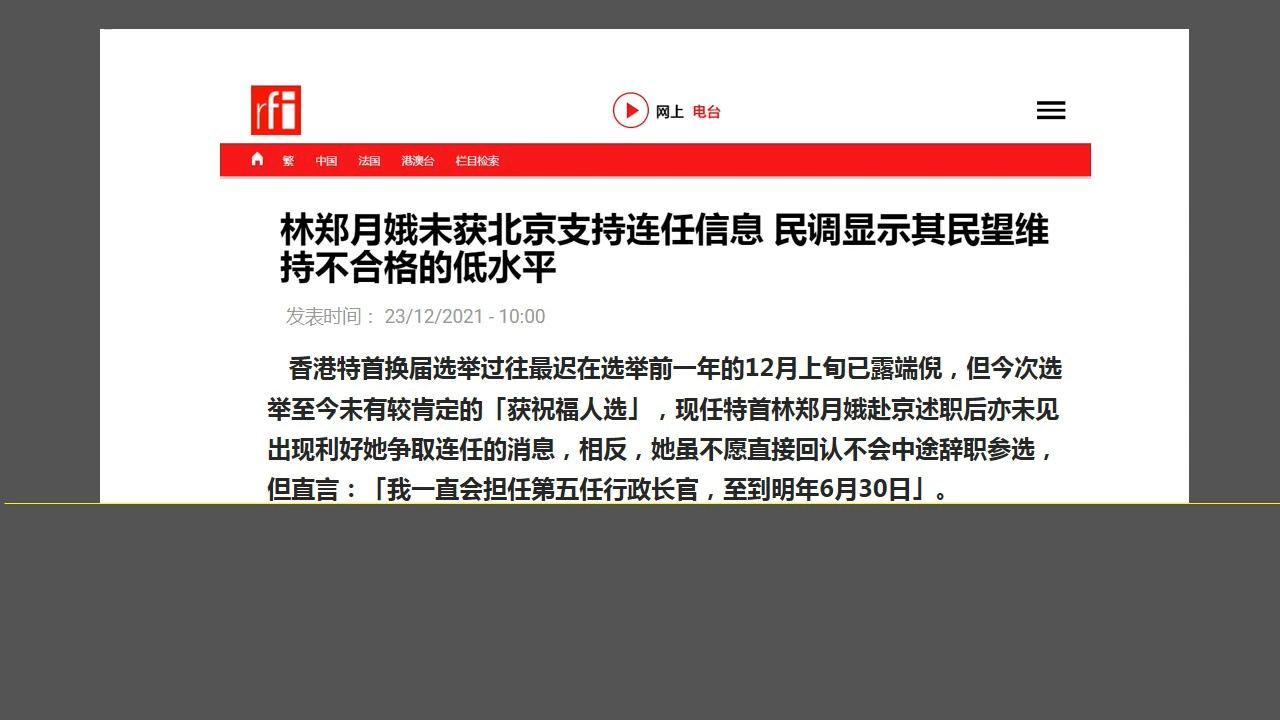 rfi
网上 电台
繁 中国 法国 港澳台 栏目检索
林郑月娥未获北京支持连任信息 民调显示其民望维
持不合格的低水平
发表时间： 23/12/2021 - 10:00
香港特首换届选举过往最迟在选举前一年的12月上旬已露端倪，但今次选
举至今未有较肯定的「获祝福人选」，现任特首林郑月娥赴京述职后亦未见
出现利好她争取连任的消息，相反，她虽不愿直接回认不会中途辞职参选，
但直言：「我一直会担任第五任行政长官，至到明年6月30日」。